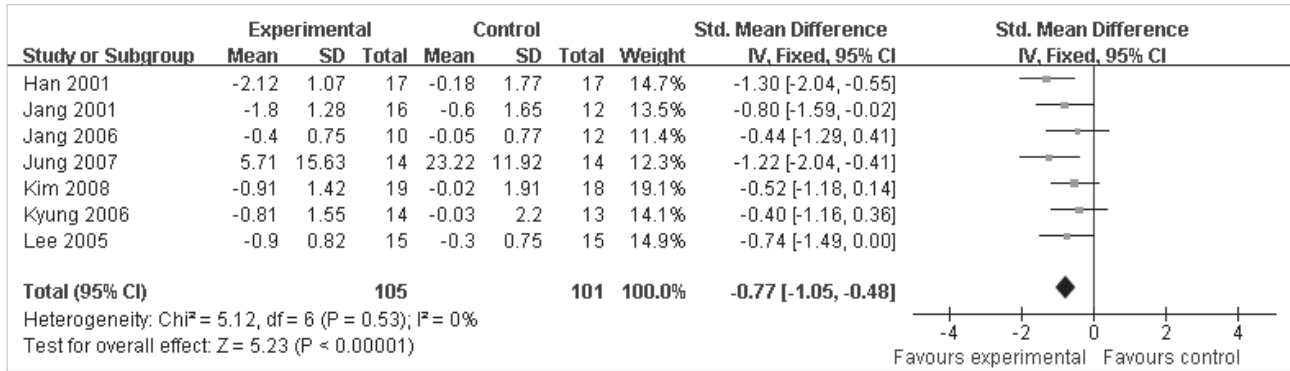 Experimental Control Std. Mean Difference Std. Mean Difference
Study or Subgroup Mean SD Total Mean SD Total Weight IV, Fixed, 95% CI IV, Fixed, 95% CI
Han 2001 -2.12 1.07 17 -0.18 1.77 17 14.7% -1.30 [-2.04, -0.55]
Jang 2001 -1.8 1.28 16 -0.6 1.65 12 13.5% -0.80 [-1.59, -0.02]
Jang 2006 -0.4 0.75 10 -0.05 0.77 12 11.4% -0.44 [-1.29, 0.41]
Jung 2007 5.71 15.63 14 23.22 11.92 14 12.3% -1.22 [-2.04, -0.41]
Kim 2008 -0.91 1.42 19 -0.02 1.91 18 19.1% -0.52 [-1.18, 0.14]
Kyung 2006 -0.81 1.55 14 -0.03 2.2 13 14.1% -0.40 [-1.16, 0.36]
Lee 2005 -0.9 0.82 15 -0.3 0.75 15 14.9% -0.74 [-1.49, 0.00]
Total (95% CI) 105 101 100.0% -0.77 [-1.05, -0.48]
Heterogeneity: Chi² = 5.12, df = 6 (P = 0.53); I² = 0%
Test for overall effect: Z = 5.23 (P < 0.00001)
-4 -2 0 2 4
Favours experimental Favours control